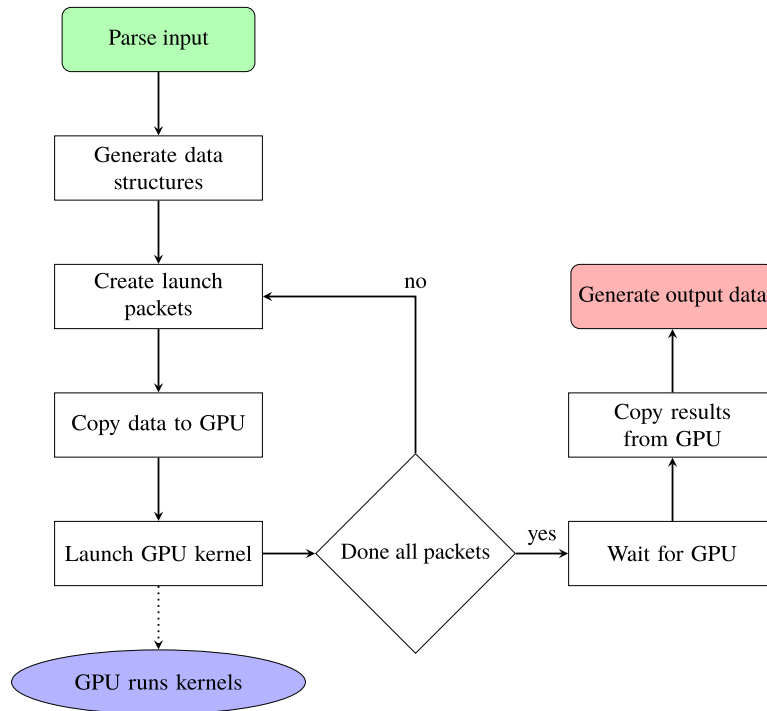 Parse input
Generate data
structures
Create launch
packets
no
Generate output data
Copy data to GPU
Copy results
from GPU
Launch GPU kernel
Done all packets
yes
Wait for GPU
GPU runs kernels